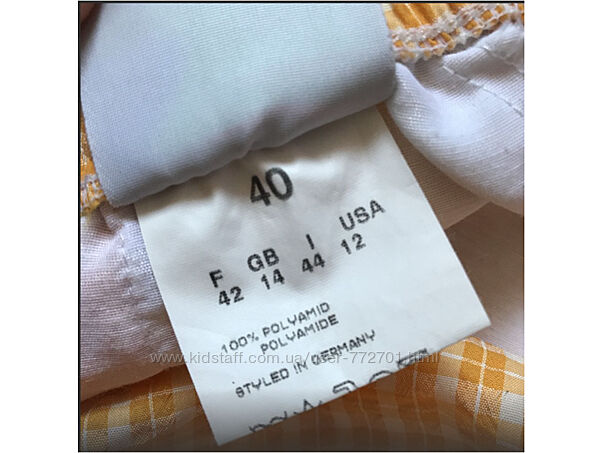 40
F GB I USA
42 14 44 12
100% POLYAMID
POLYAMIDE
www.kidstaff.com.ua/user-772701.html
STYLED IN GERMANY